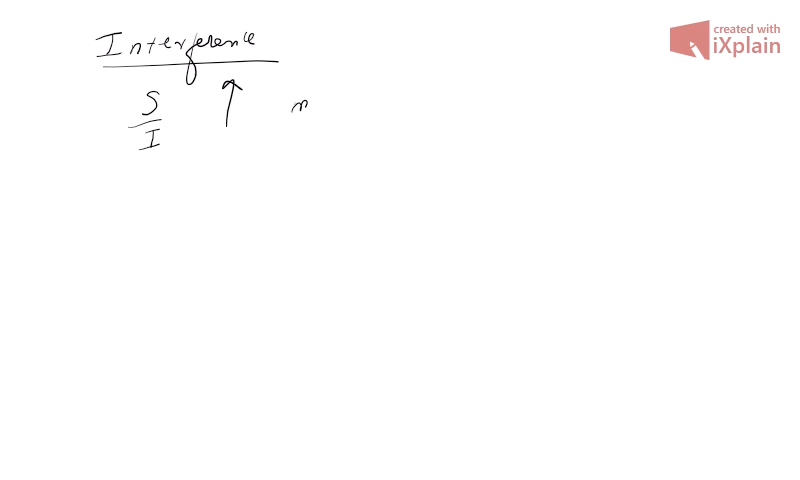 Interference
S/I ↑ n
created with
iXplain